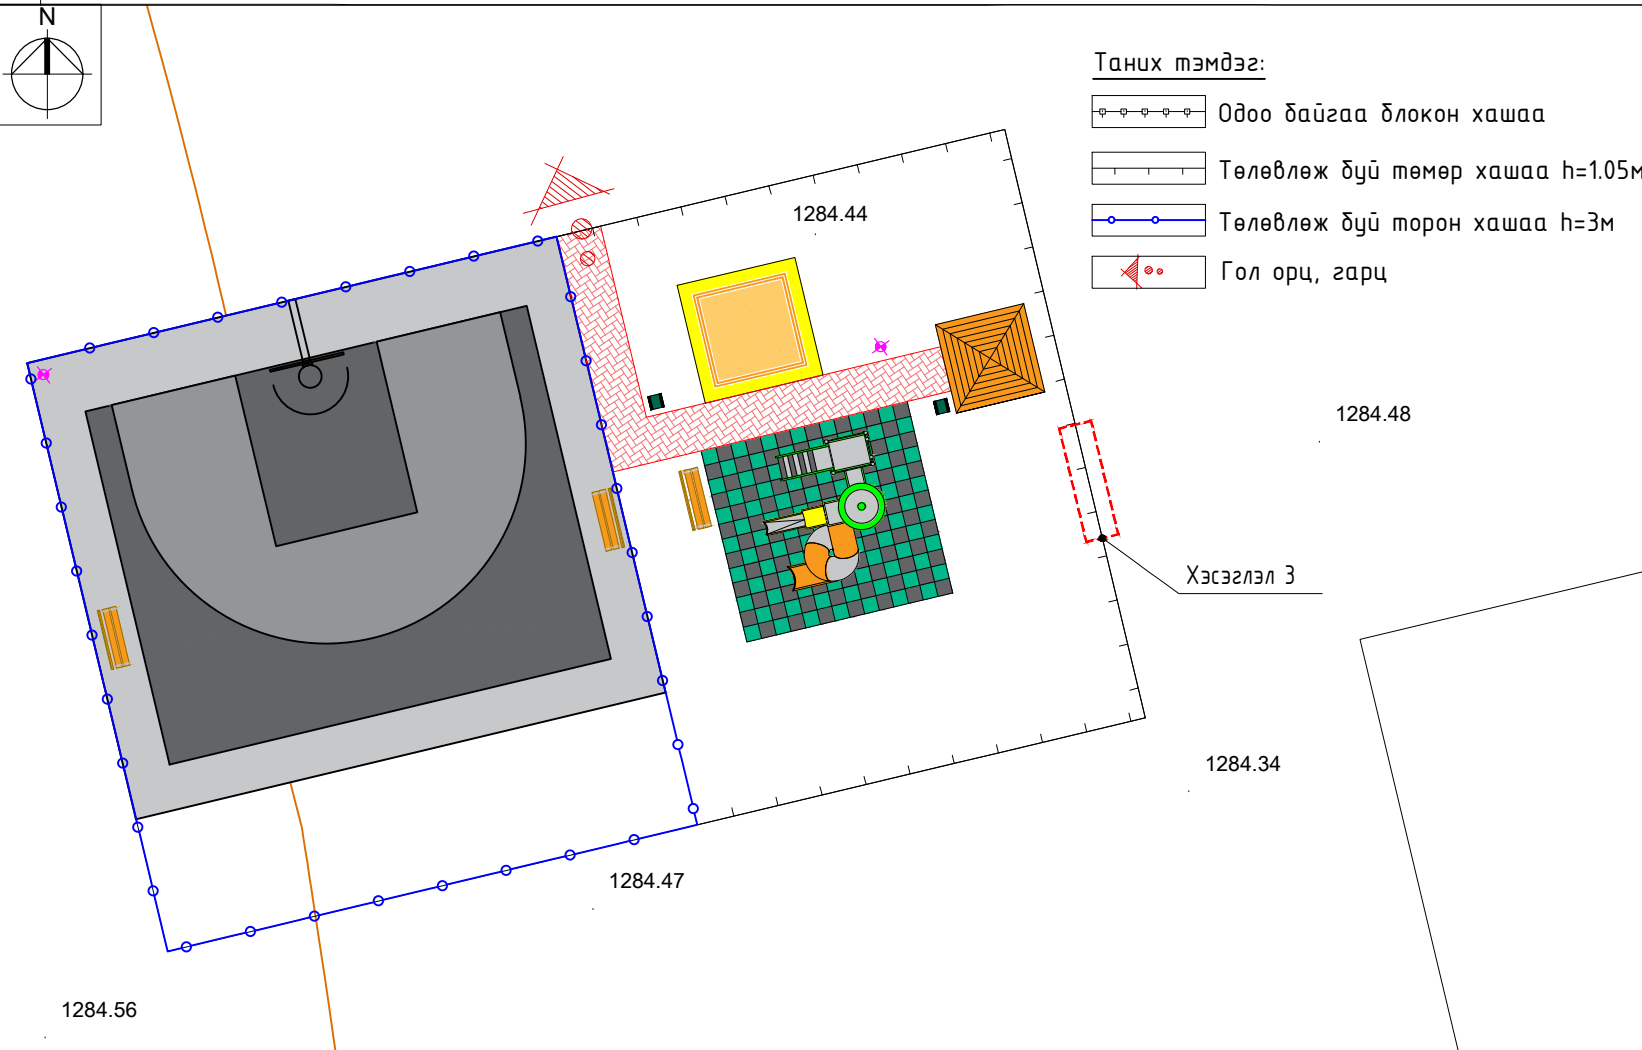 N
Таних тэмдэг:
Одоо байгаа блокон хашаа
Төлөвлөж буй төмөр хашаа h=1.05м
Төлөвлөж буй торон хашаа h=3м
Гол орц, гарц
1284.44
1284.48
Хэсэглэл 3
1284.34
1284.47
1284.56